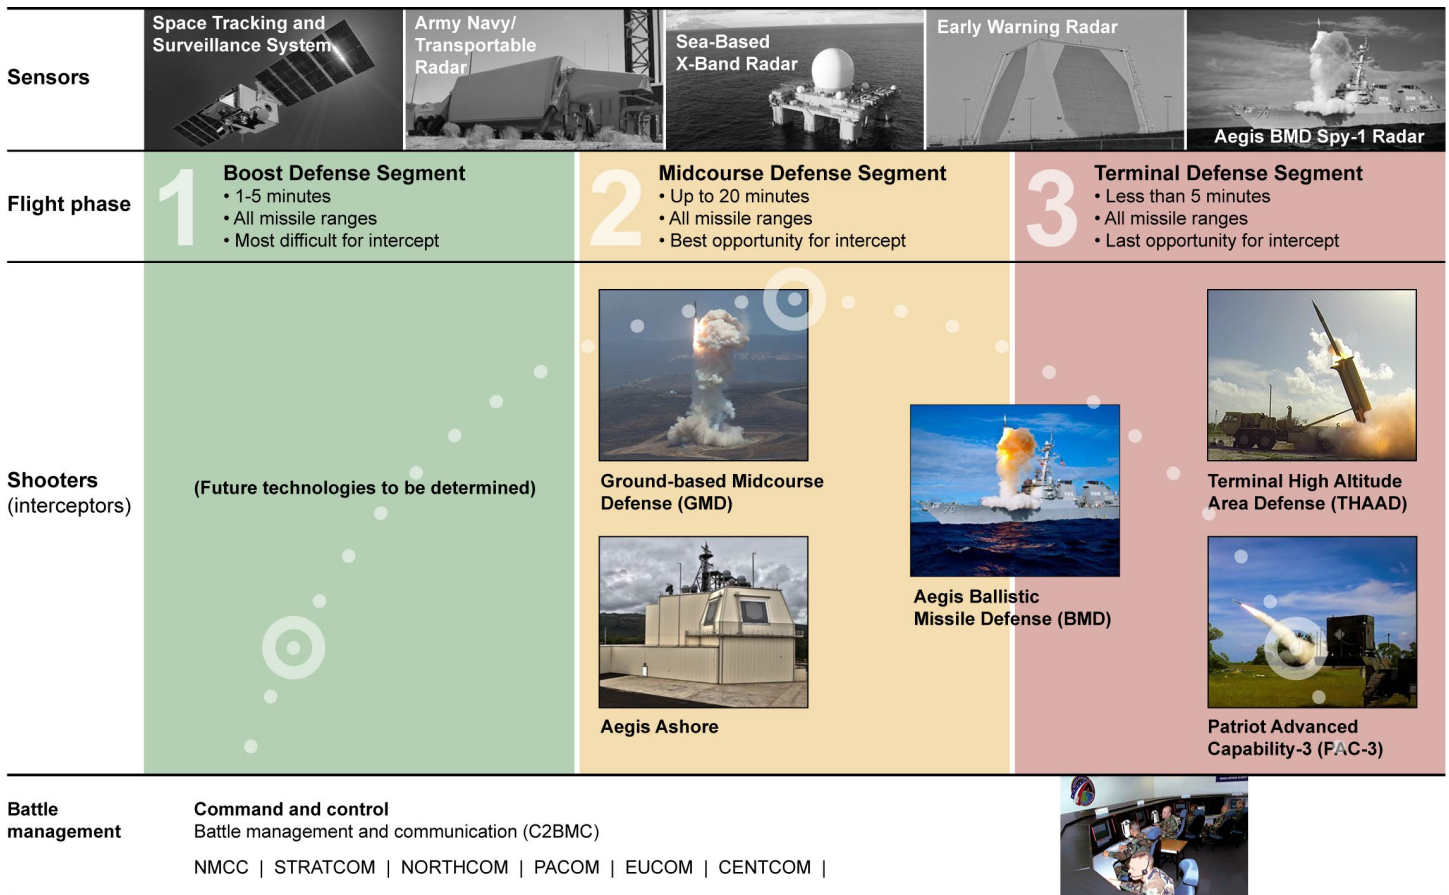 Sensors
Space Tracking and
Surveillance System
Army Navy/
Transportable
Radar
Sea-Based
X-Band Radar
Early Warning Radar
Aegis BMD Spy-1 Radar
70
Flight phase
1
Boost Defense Segment
• 1-5 minutes
• All missile ranges
• Most difficult for intercept
2
Midcourse Defense Segment
• Up to 20 minutes
• All missile ranges
• Best opportunity for intercept
3
Terminal Defense Segment
• Less than 5 minutes
• All missile ranges
• Last opportunity for intercept
Shooters
(interceptors)
(Future technologies to be determined)
Ground-based Midcourse
Defense (GMD)
Aegis Ashore
70
Aegis Ballistic
Missile Defense (BMD)
Terminal High Altitude
Area Defense (THAAD)
Patriot Advanced
Capability-3 (PAC-3)
Battle
management
Command and control
Battle management and communication (C2BMC)
NMCC | STRATCOM | NORTHCOM | PACOM | EUCOM | CENTCOM |